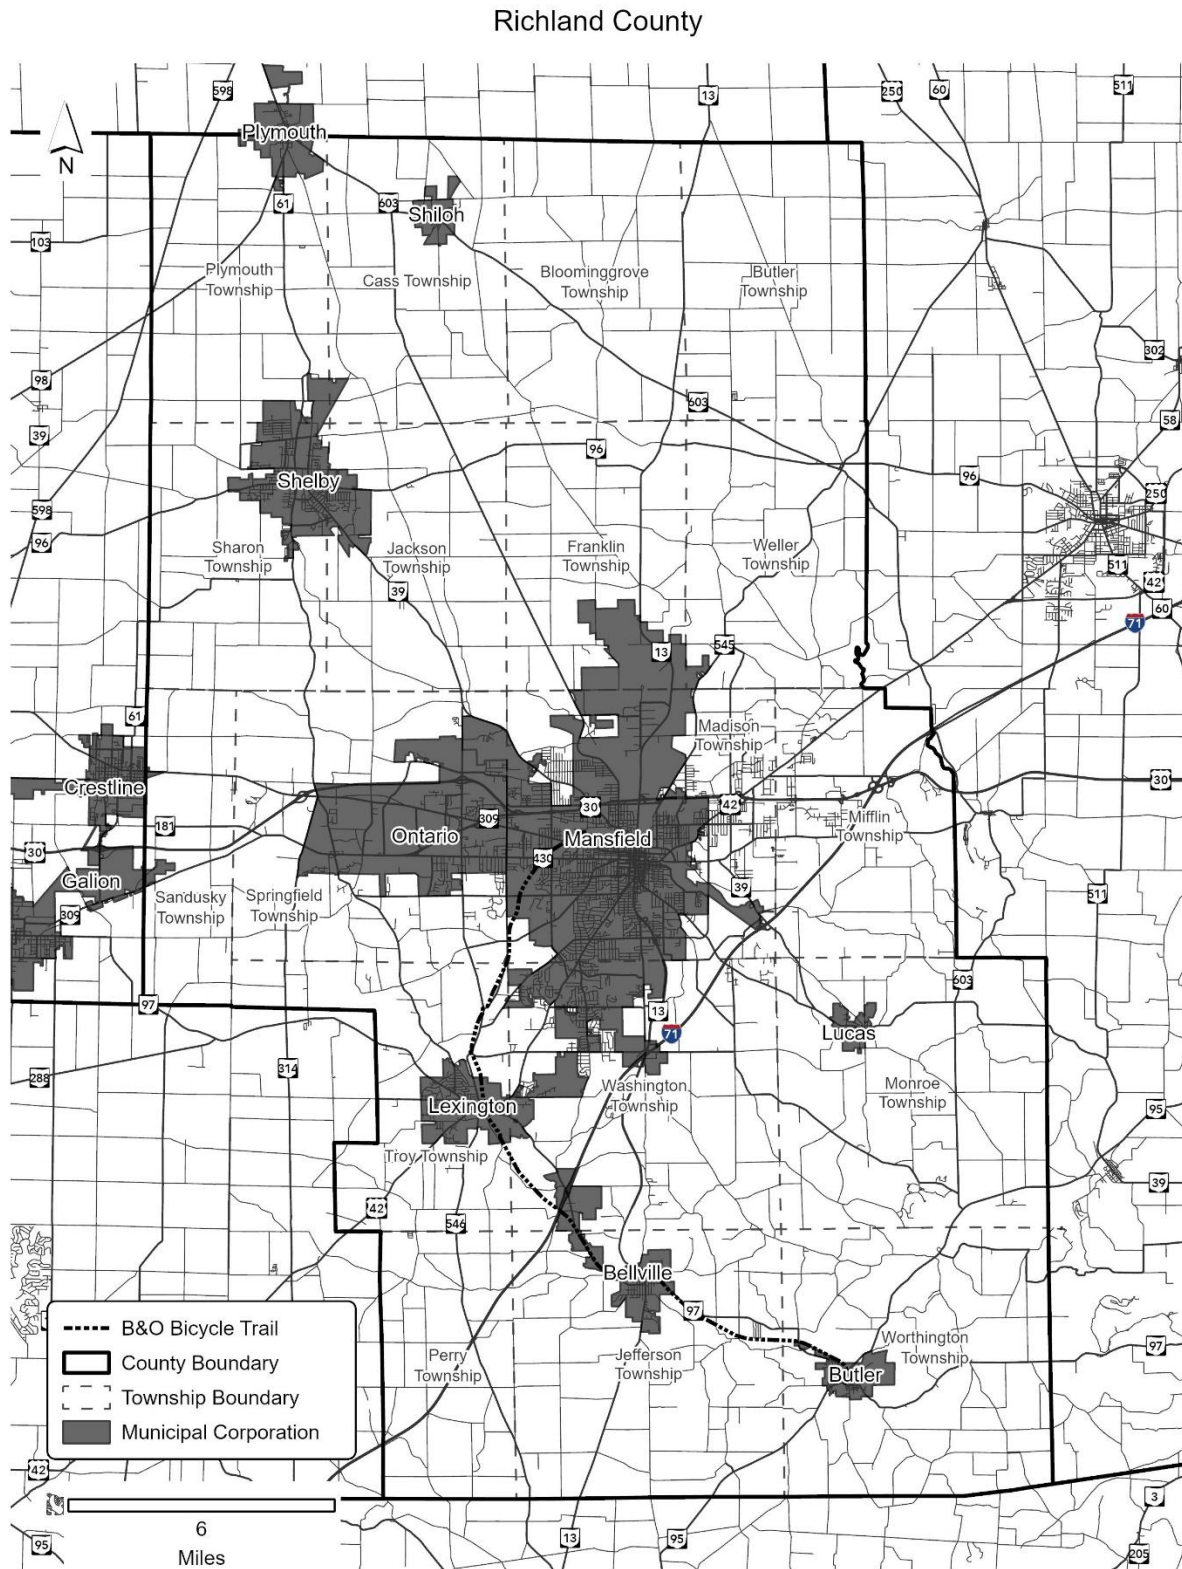 Richland County
598
13
250
60
511
Plymouth
N
61
603
Shiloh
103
Plymouth
Township
Cass Township
Bloominggrove
Township
Butler
Township
302
98
603
58
39
96
96
Shelby
250
598
96
Sharon
Township
Jackson
Township
Franklin
Township
Weller
Township
511
42
39
60
71
13
545
61
Madison
Township
Crestline
30
30
42
309
Mifflin
Township
181
Ontario
Mansfield
30
430
Galion
39
Sandusky
Township
Springfield
Township
511
309
603
97
13
71
Lucas
314
288
Washington
Township
Monroe
Township
Lexington
95
Troy Township
39
42
546
Bellville
97
B&O Bicycle Trail
County Boundary
Township Boundary
Municipal Corporation
Perry
Township
Jefferson
Township
Worthington
Township
97
Butler
42
6
Miles
3
13
95
95
205